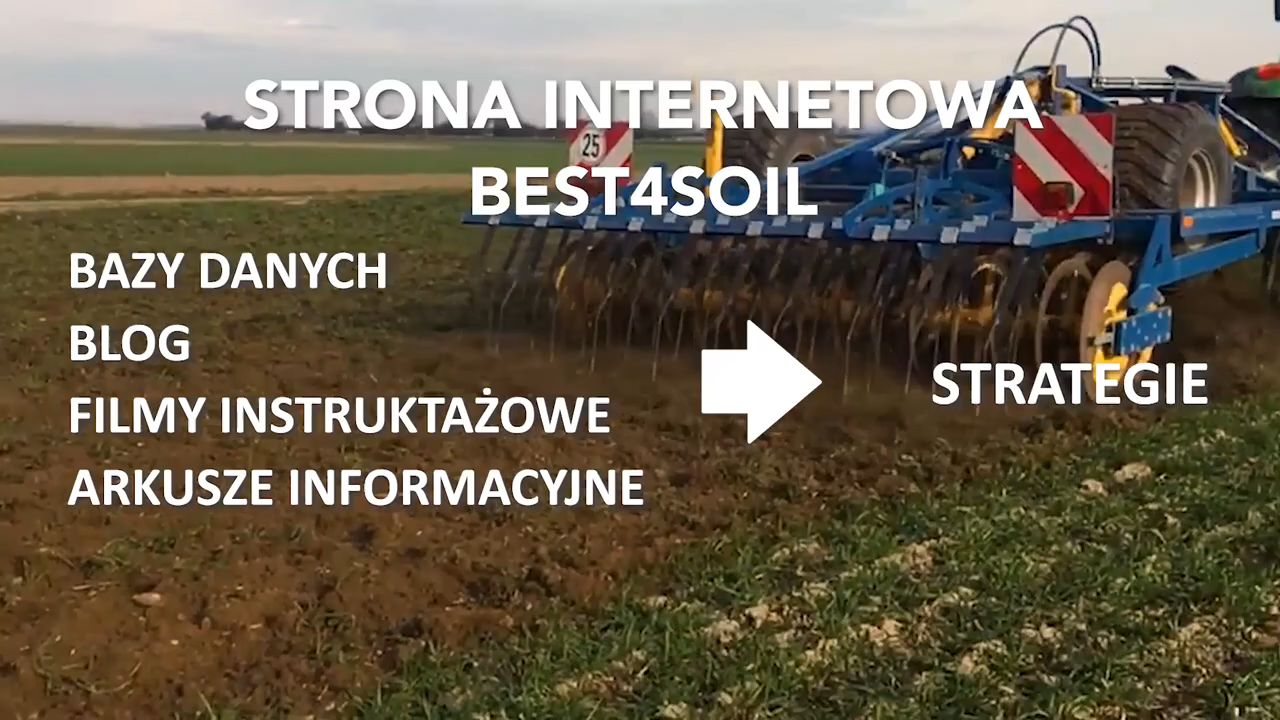 STRONA INTERNETOWA
BEST4SOIL
BAZY DANYCH
BLOG
FILMY INSTRUKTAŻOWE
ARKUSZE INFORMACYJNE
STRATEGIE
25